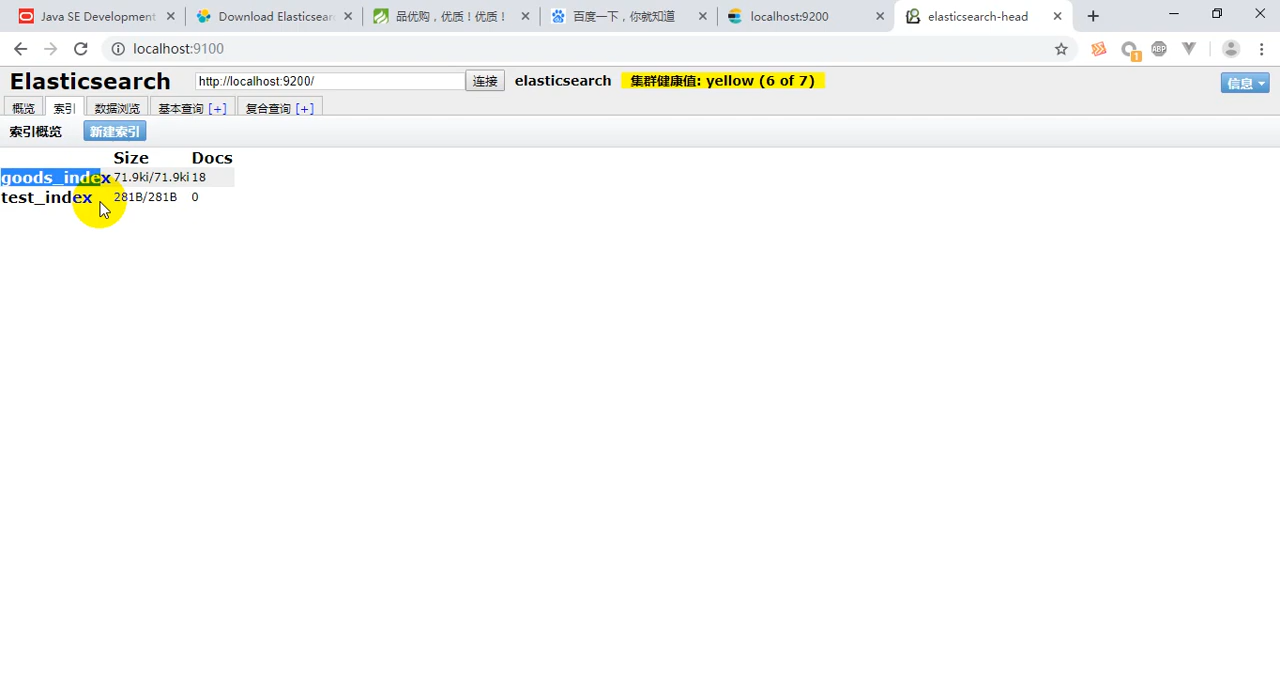 Java SE Development
Download Elasticsear
品优购，优质！优质！
百度一下，你就知道
localhost:9200
elasticsearch-head
localhost:9100
1
ABP
Elasticsearch
http://localhost:9200/
连接
elasticsearch
集群健康值: yellow (6 of 7)
信息
概览
索引
数据浏览
基本查询 [+]
复合查询 [+]
索引概览
新建索引
Size Docs
goods_index 71.9ki/71.9ki 18
test_index 281B/281B 0